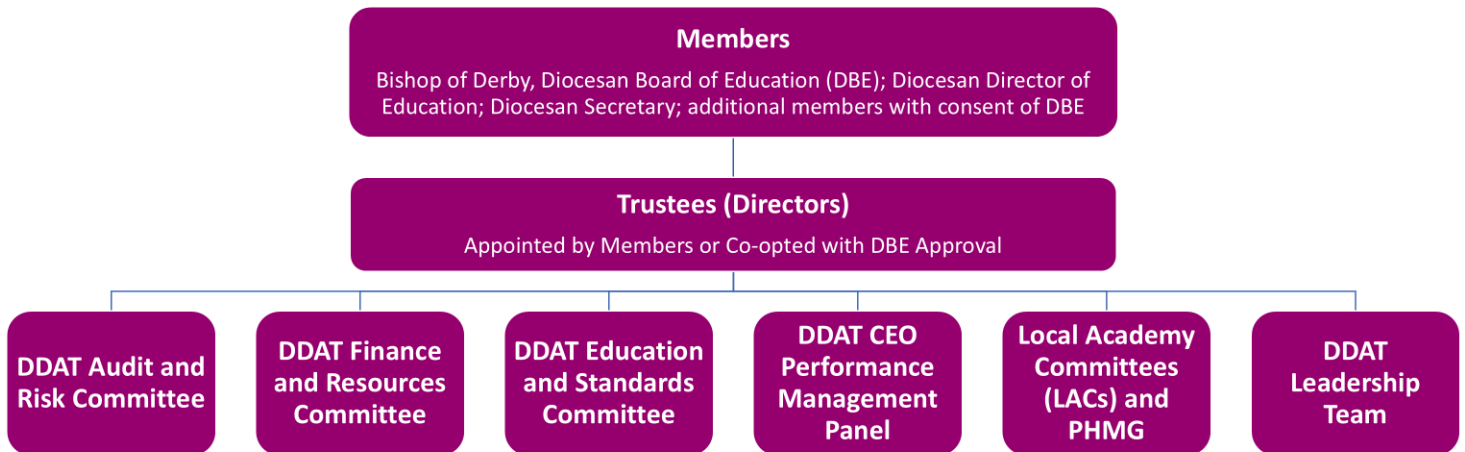 Members
Bishop of Derby, Diocesan Board of Education (DBE); Diocesan Director of
Education; Diocesan Secretary; additional members with consent of DBE
Trustees (Directors)
Appointed by Members or Co-opted with DBE Approval
DDAT Audit and
Risk Committee
DDAT Finance
and Resources
Committee
DDAT Education
and Standards
Committee
DDAT CEO
Performance
Management
Panel
Local Academy
Committees
(LACs) and
PHMG
DDAT
Leadership
Team